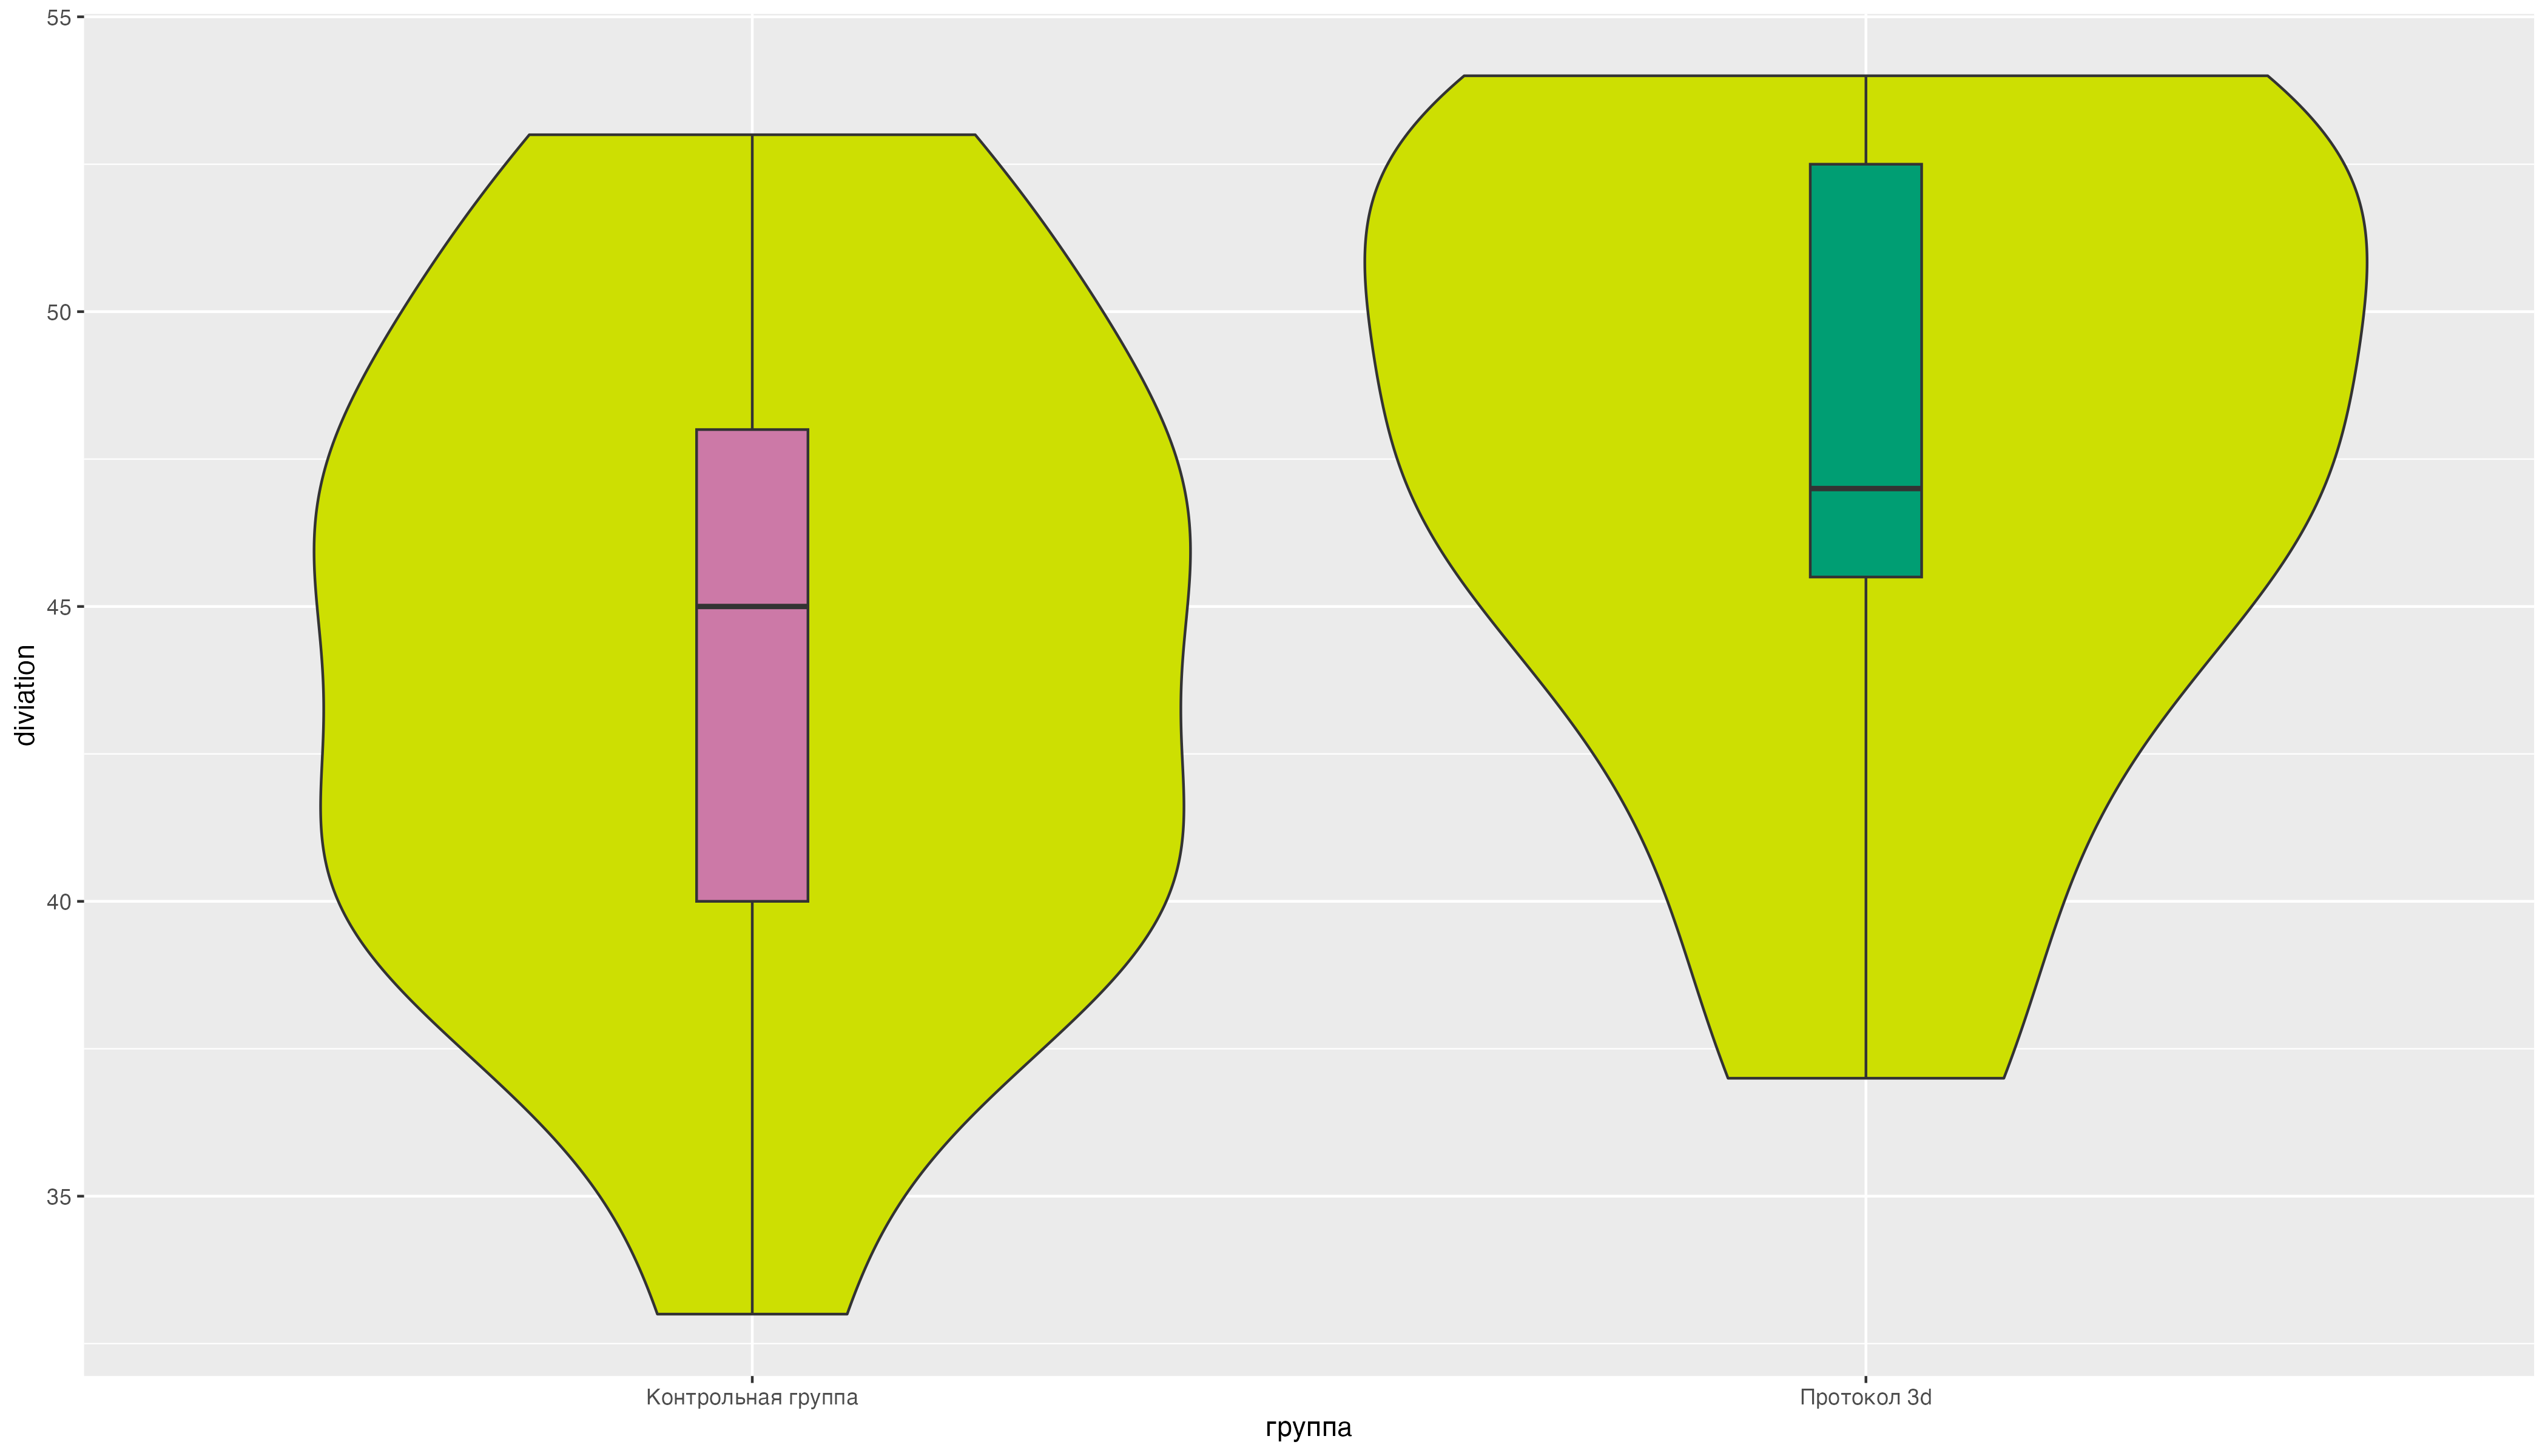 55
50
45
40
35
diviation
Контрольная группа
Протокол 3d
группа